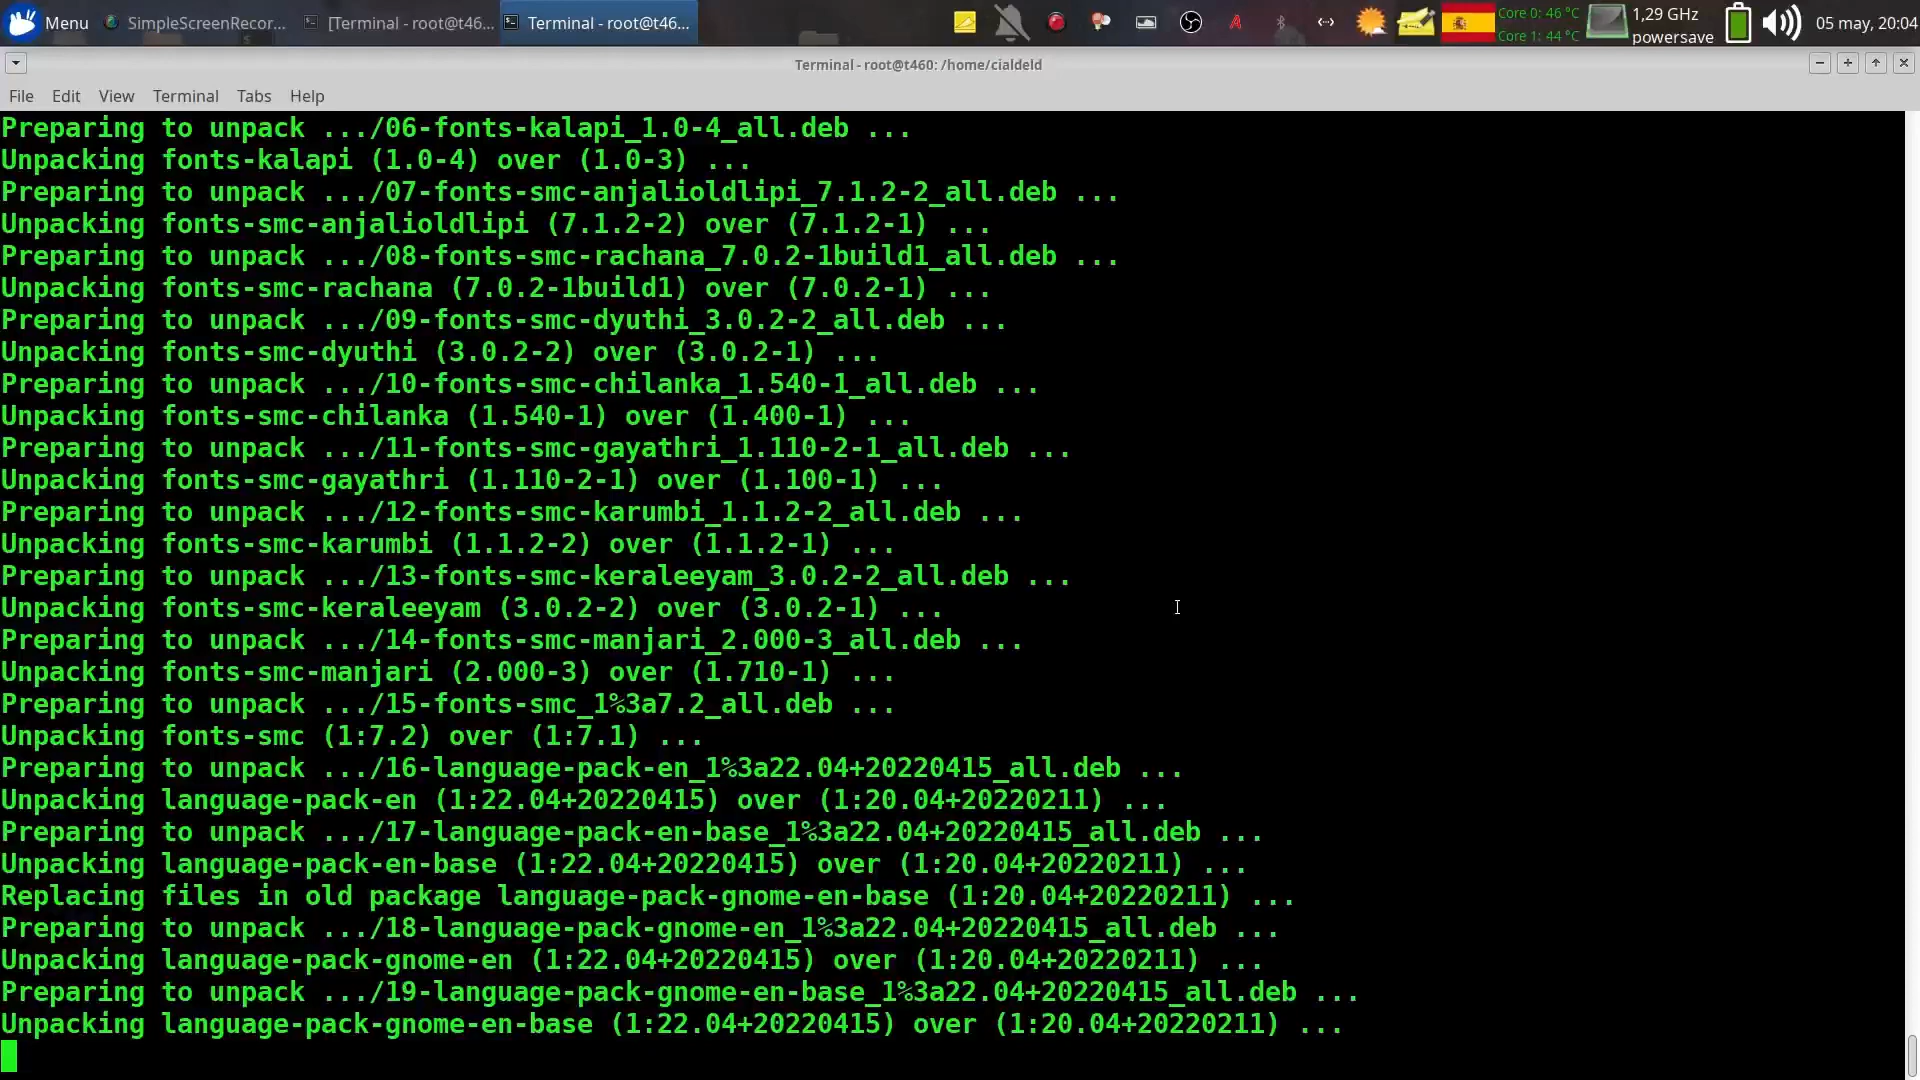 Menu
SimpleScreenRecor...
[Terminal - root@t46...
Terminal - root@t46...
Core 0: 46 °C
Core 1: 44 °C
1,29 GHz
powersave
05 may, 20:04
Terminal - root@t460: /home/cialdeld
File Edit View Terminal Tabs Help
Preparing to unpack .../06-fonts-kalapi_1.0-4_all.deb ...
Unpacking fonts-kalapi (1.0-4) over (1.0-3) ...
Preparing to unpack .../07-fonts-smc-anjalioldlipi_7.1.2-2_all.deb ...
Unpacking fonts-smc-anjalioldlipi (7.1.2-2) over (7.1.2-1) ...
Preparing to unpack .../08-fonts-smc-rachana_7.0.2-1build1_all.deb ...
Unpacking fonts-smc-rachana (7.0.2-1build1) over (7.0.2-1) ...
Preparing to unpack .../09-fonts-smc-dyuthi_3.0.2-2_all.deb ...
Unpacking fonts-smc-dyuthi (3.0.2-2) over (3.0.2-1) ...
Preparing to unpack .../10-fonts-smc-chilanka_1.540-1_all.deb ...
Unpacking fonts-smc-chilanka (1.540-1) over (1.400-1) ...
Preparing to unpack .../11-fonts-smc-gayathri_1.110-2-1_all.deb ...
Unpacking fonts-smc-gayathri (1.110-2-1) over (1.100-1) ...
Preparing to unpack .../12-fonts-smc-karumbi_1.1.2-2_all.deb ...
Unpacking fonts-smc-karumbi (1.1.2-2) over (1.1.2-1) ...
Preparing to unpack .../13-fonts-smc-keraleeyam_3.0.2-2_all.deb ...
Unpacking fonts-smc-keraleeyam (3.0.2-2) over (3.0.2-1) ...
Preparing to unpack .../14-fonts-smc-manjari_2.000-3_all.deb ...
Unpacking fonts-smc-manjari (2.000-3) over (1.710-1) ...
Preparing to unpack .../15-fonts-smc_1%3a7.2_all.deb ...
Unpacking fonts-smc (1:7.2) over (1:7.1) ...
Preparing to unpack .../16-language-pack-en_1%3a22.04+20220415_all.deb ...
Unpacking language-pack-en (1:22.04+20220415) over (1:20.04+20220211) ...
Preparing to unpack .../17-language-pack-en-base_1%3a22.04+20220415_all.deb ...
Unpacking language-pack-en-base (1:22.04+20220415) over (1:20.04+20220211) ...
Replacing files in old package language-pack-gnome-en-base (1:20.04+20220211) ...
Preparing to unpack .../18-language-pack-gnome-en_1%3a22.04+20220415_all.deb ...
Unpacking language-pack-gnome-en (1:22.04+20220415) over (1:20.04+20220211) ...
Preparing to unpack .../19-language-pack-gnome-en-base_1%3a22.04+20220415_all.deb ...
Unpacking language-pack-gnome-en-base (1:22.04+20220415) over (1:20.04+20220211) ...